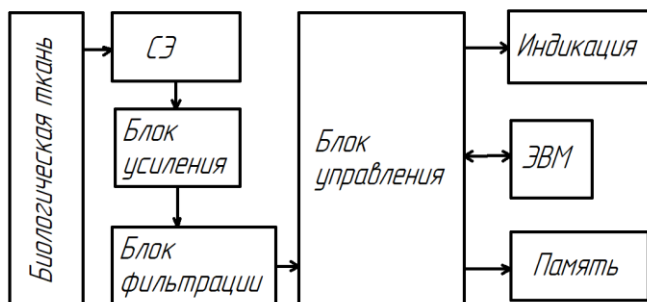 Биологическая ткань
СЭ
Блок
усиления
Блок
фильтрации
Блок
управления
Индикация
ЭВМ
Память